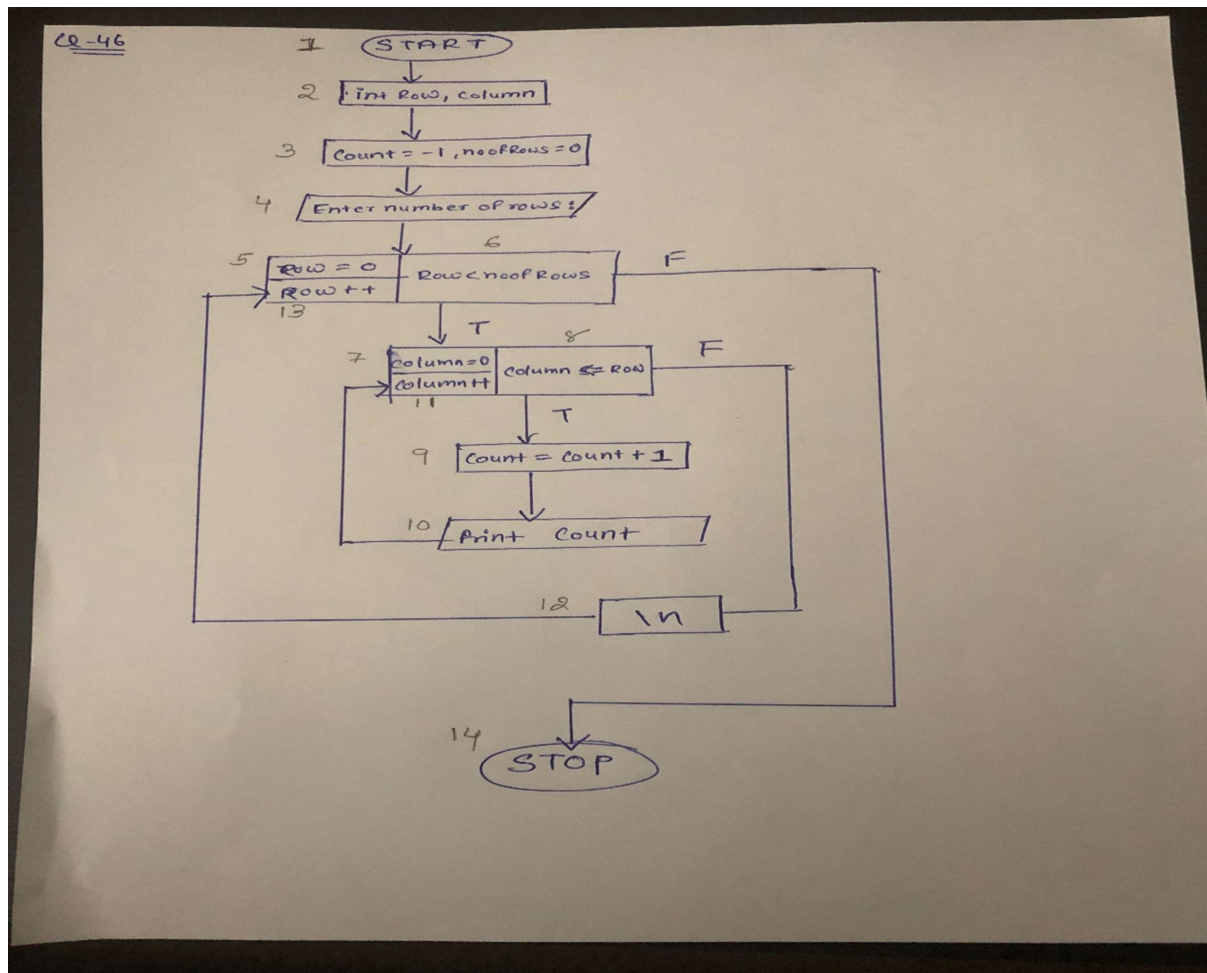 CQ-46
1 START
2 int Row, column
3 Count = -1, noofRows = 0
4 Enter number of rows:
5 Row = 0
6 Row < noof Rows
F
Row ++
13
T
7 column=0
8 column <= Row
F
column++
11
T
9 Count = Count + 1
10 Print Count
12 \n
14 STOP